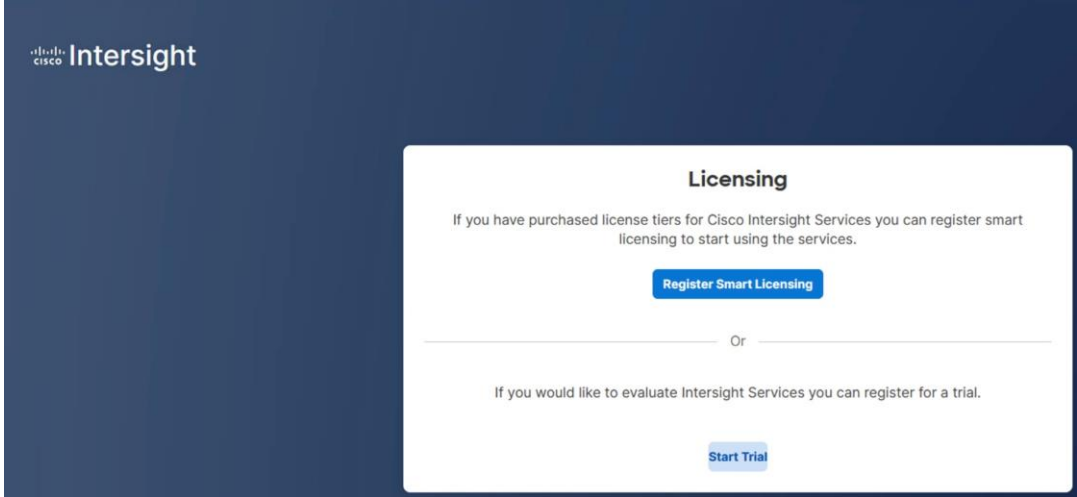 cisco Intersight
Licensing
If you have purchased license tiers for Cisco Intersight Services you can register smart
licensing to start using the services.
Register Smart Licensing
Or
If you would like to evaluate Intersight Services you can register for a trial.
Start Trial